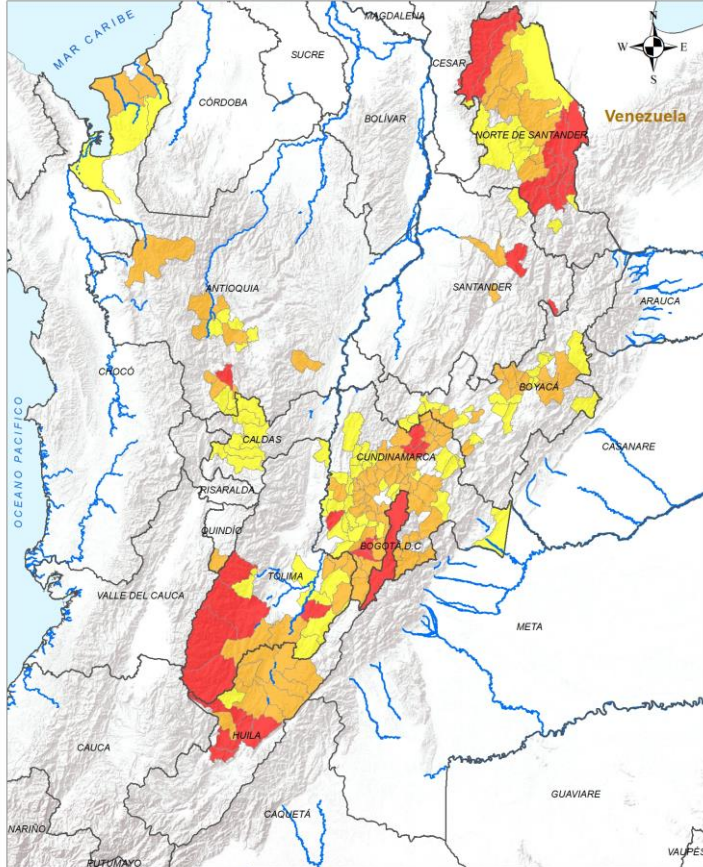 MAGDALENA
N
MAR CARIBE
SUCRE
CESAR
W
E
S
CÓRDOBA
BOLÍVAR
Venezuela
NORTE DE SANTANDER
ANTIOQUIA
SANTANDER
ARAUCA
CHOCÓ
BOYACÁ
OCEANO PACIFICO
CALDAS
CUNDINAMARCA
CASANARE
RISARALDA
QUINDÍO
BOGOTÁ D.C
TOLIMA
VALLE DEL CAUCA
META
HUILA
CAUCA
GUAVIARE
CAQUETÁ
NARIÑO
PUTUMAYO
VAUPÉS